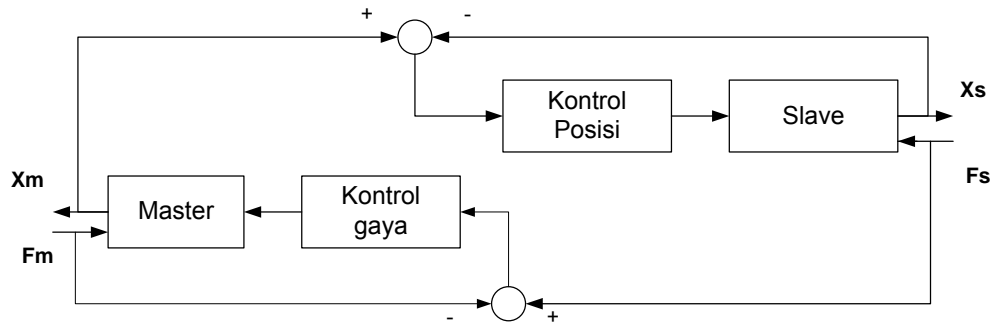 +
-
Kontrol
Posisi
Slave
Xs
Fs
Xm
Fm
Master
Kontrol
gaya
-
+